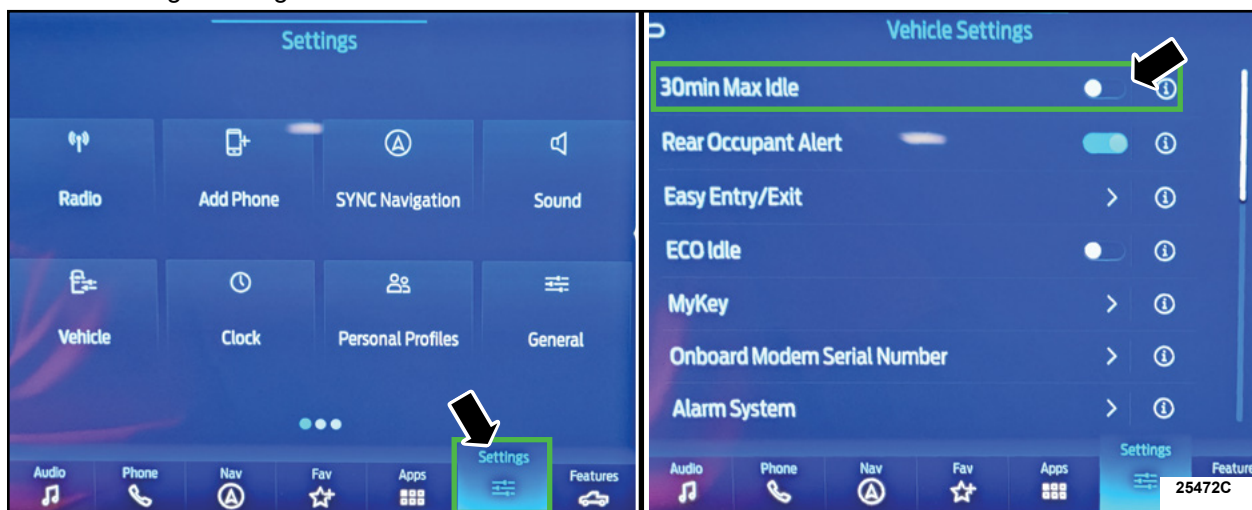 Settings
Radio
Add Phone
SYNC Navigation
Sound
Vehicle
Clock
Personal Profiles
General
Audio
Phone
Nav
Fav
Apps
Settings
Features
Vehicle Settings
30min Max Idle
Rear Occupant Alert
Easy Entry/Exit
ECO Idle
MyKey
Onboard Modem Serial Number
Alarm System
Audio
Phone
Nav
Fav
Apps
Settings
Feature
25472C